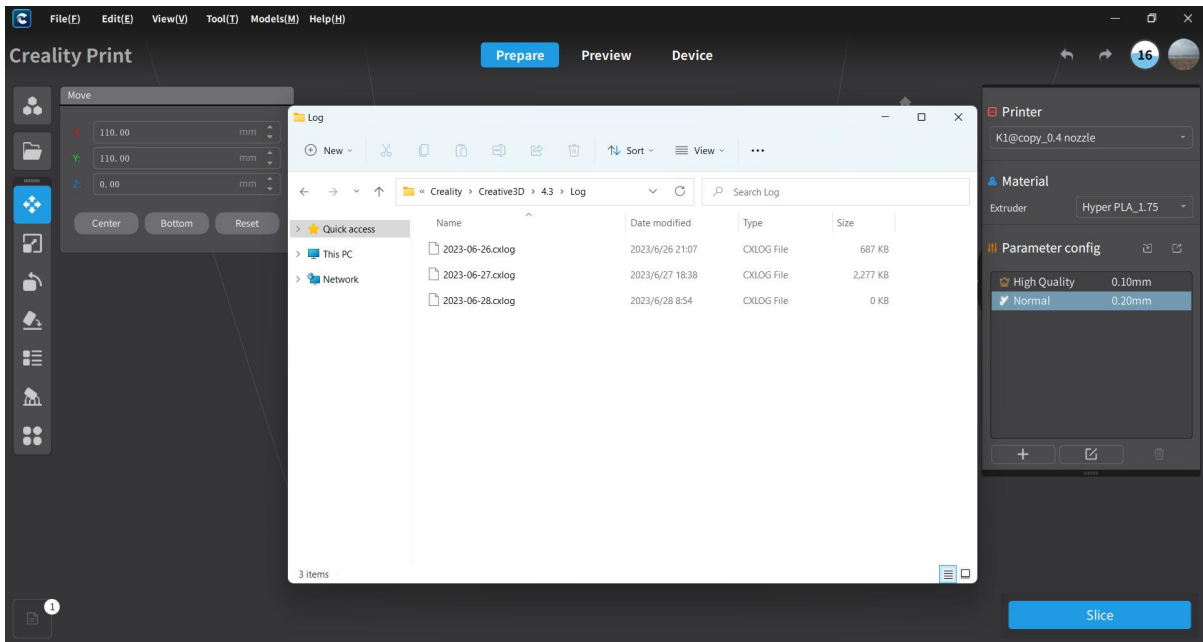 File(F) Edit(E) View(V) Tool(T) Models(M) Help(H)
Creality Print
Prepare Preview Device
16
Move
X: 110.00 mm
Y: 110.00 mm
Z: 0.00 mm
Center Bottom Reset
Log
New Sort View
« Creality > Creative3D > 4.3 > Log
Search Log
Quick access
This PC
Network
Name Date modified Type Size
2023-06-26.cxlog 2023/6/26 21:07 CXLOG File 687 KB
2023-06-27.cxlog 2023/6/27 18:38 CXLOG File 2,277 KB
2023-06-28.cxlog 2023/6/28 8:54 CXLOG File 0 KB
3 items
Printer
K1@copy_0.4 nozzle
Material
Extruder Hyper PLA_1.75
Parameter config
High Quality 0.10mm
Normal 0.20mm
1
Slice